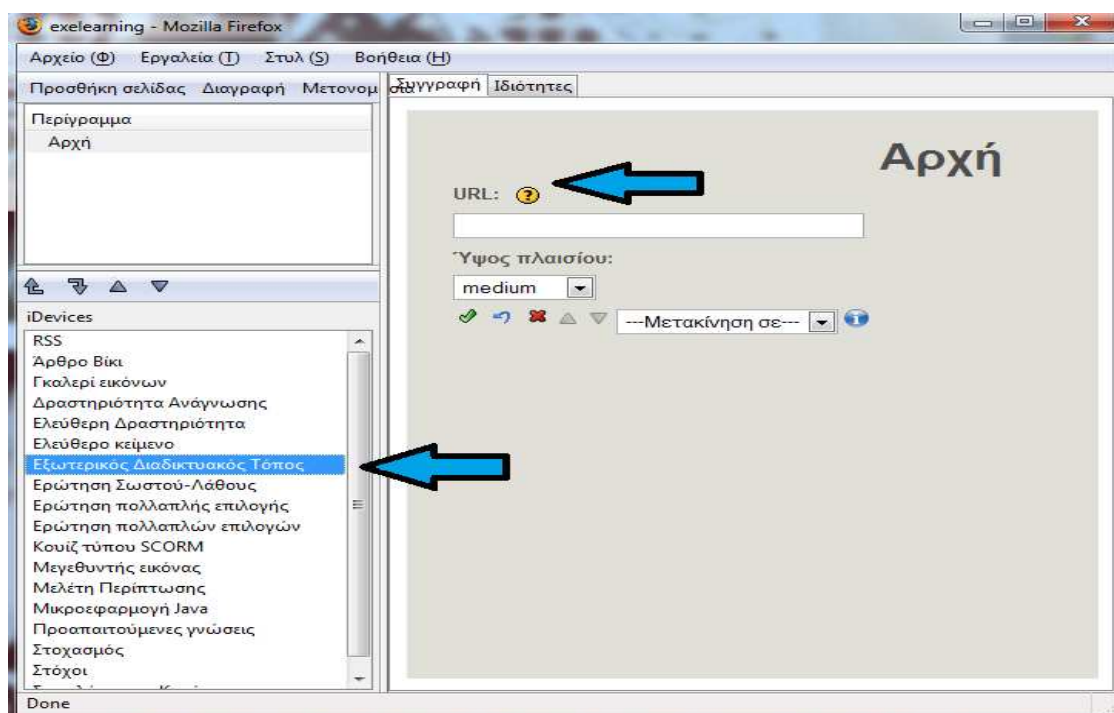 exelearning - Mozilla Firefox
Αρχείο (Φ) Εργαλεία (Τ) Στυλ (S) Βοήθεια (H)
Προσθήκη σελίδας Διαγραφή Μετονομ
Συγγραφή Ιδιότητες
Περίγραμμα
Αρχή
iDevices
RSS
Άρθρο Βίκι
Γκαλερί εικόνων
Δραστηριότητα Ανάγνωσης
Ελεύθερη Δραστηριότητα
Ελεύθερο κείμενο
Εξωτερικός Διαδικτυακός Τόπος
Ερώτηση Σωστού-Λάθους
Ερώτηση πολλαπλής επιλογής
Ερώτηση πολλαπλών επιλογών
Κουίζ τύπου SCORM
Μεγεθυντής εικόνας
Μελέτη Περίπτωσης
Μικροεφαρμογή Java
Προαπαιτούμενες γνώσεις
Στοχασμός
Στόχοι
Αρχή
URL:
Ύψος πλαισίου:
medium
---Μετακίνηση σε---
Done